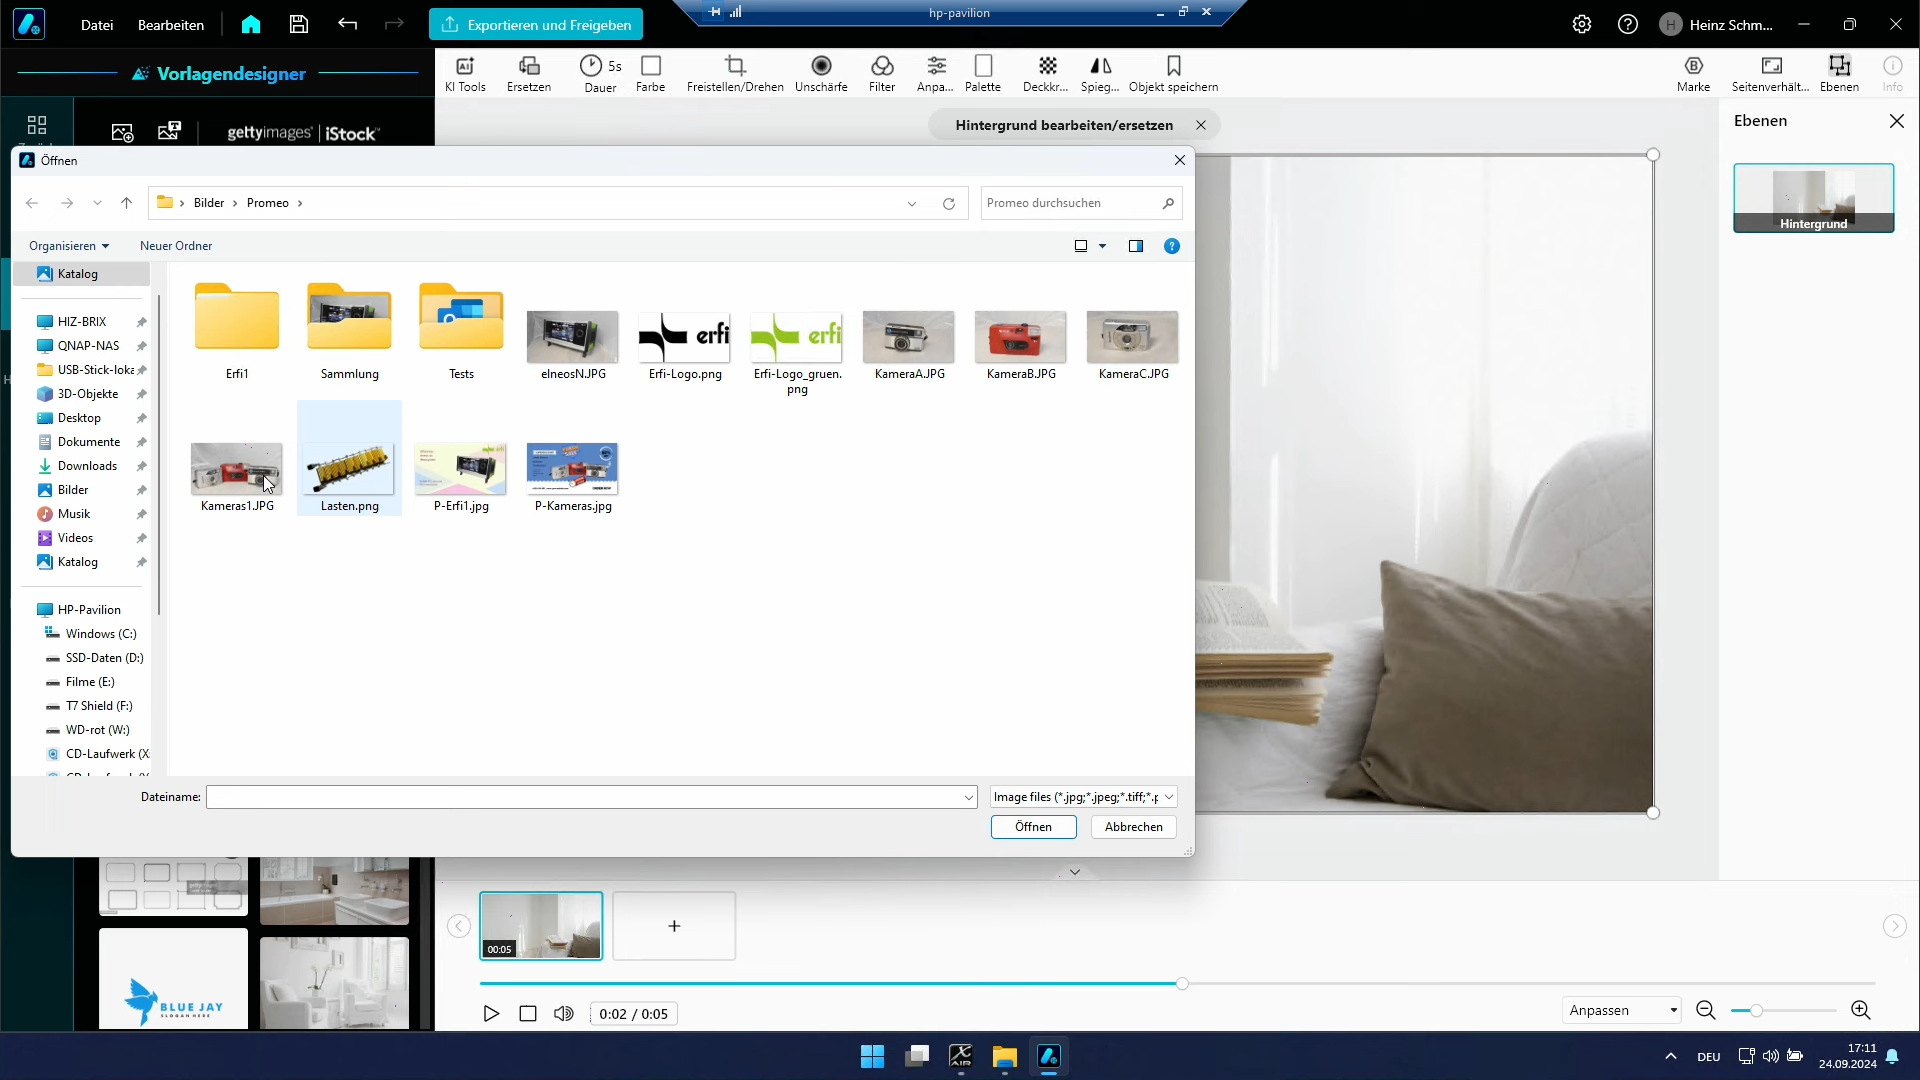 Datei
Bearbeiten
Exportieren und Freigeben
hp-pavilion
H
Heinz Schm...
Vorlagendesigner
KI Tools
Ersetzen
5s
Dauer
Farbe
Freistellen/Drehen
Unschärfe
Filter
Anpa...
Palette
Deckkr...
Spieg...
Objekt speichern
Marke
Seitenverhält...
Ebenen
Info
gettyimages | iStock
Hintergrund bearbeiten/ersetzen
Ebenen
Hintergrund
Öffnen
Bilder
Promeo
Promeo durchsuchen
Organisieren
Neuer Ordner
Katalog
HIZ-BRIX
QNAP-NAS
USB-Stick-loka
3D-Objekte
Desktop
Dokumente
Downloads
Bilder
Musik
Videos
Katalog
HP-Pavilion
Windows (C:)
SSD-Daten (D:)
Filme (E:)
T7 Shield (F:)
WD-rot (W:)
CD-Laufwerk (X:
erfi
erfi
Erfi1
Sammlung
Tests
elneosN.JPG
Erfi-Logo.png
Erfi-Logo_gruen.
png
KameraA.JPG
KameraB.JPG
KameraC.JPG
Kameras1.JPG
Lasten.png
P-Erfi1.jpg
P-Kameras.jpg
Dateiname:
Image files (*.jpg;*.jpeg;*.tiff;*.p
Öffnen
Abbrechen
00:05
+
BLUE JAY
SLOGAN HERE
0:02 / 0:05
Anpassen
AIR
DEU
17:11
24.09.2024